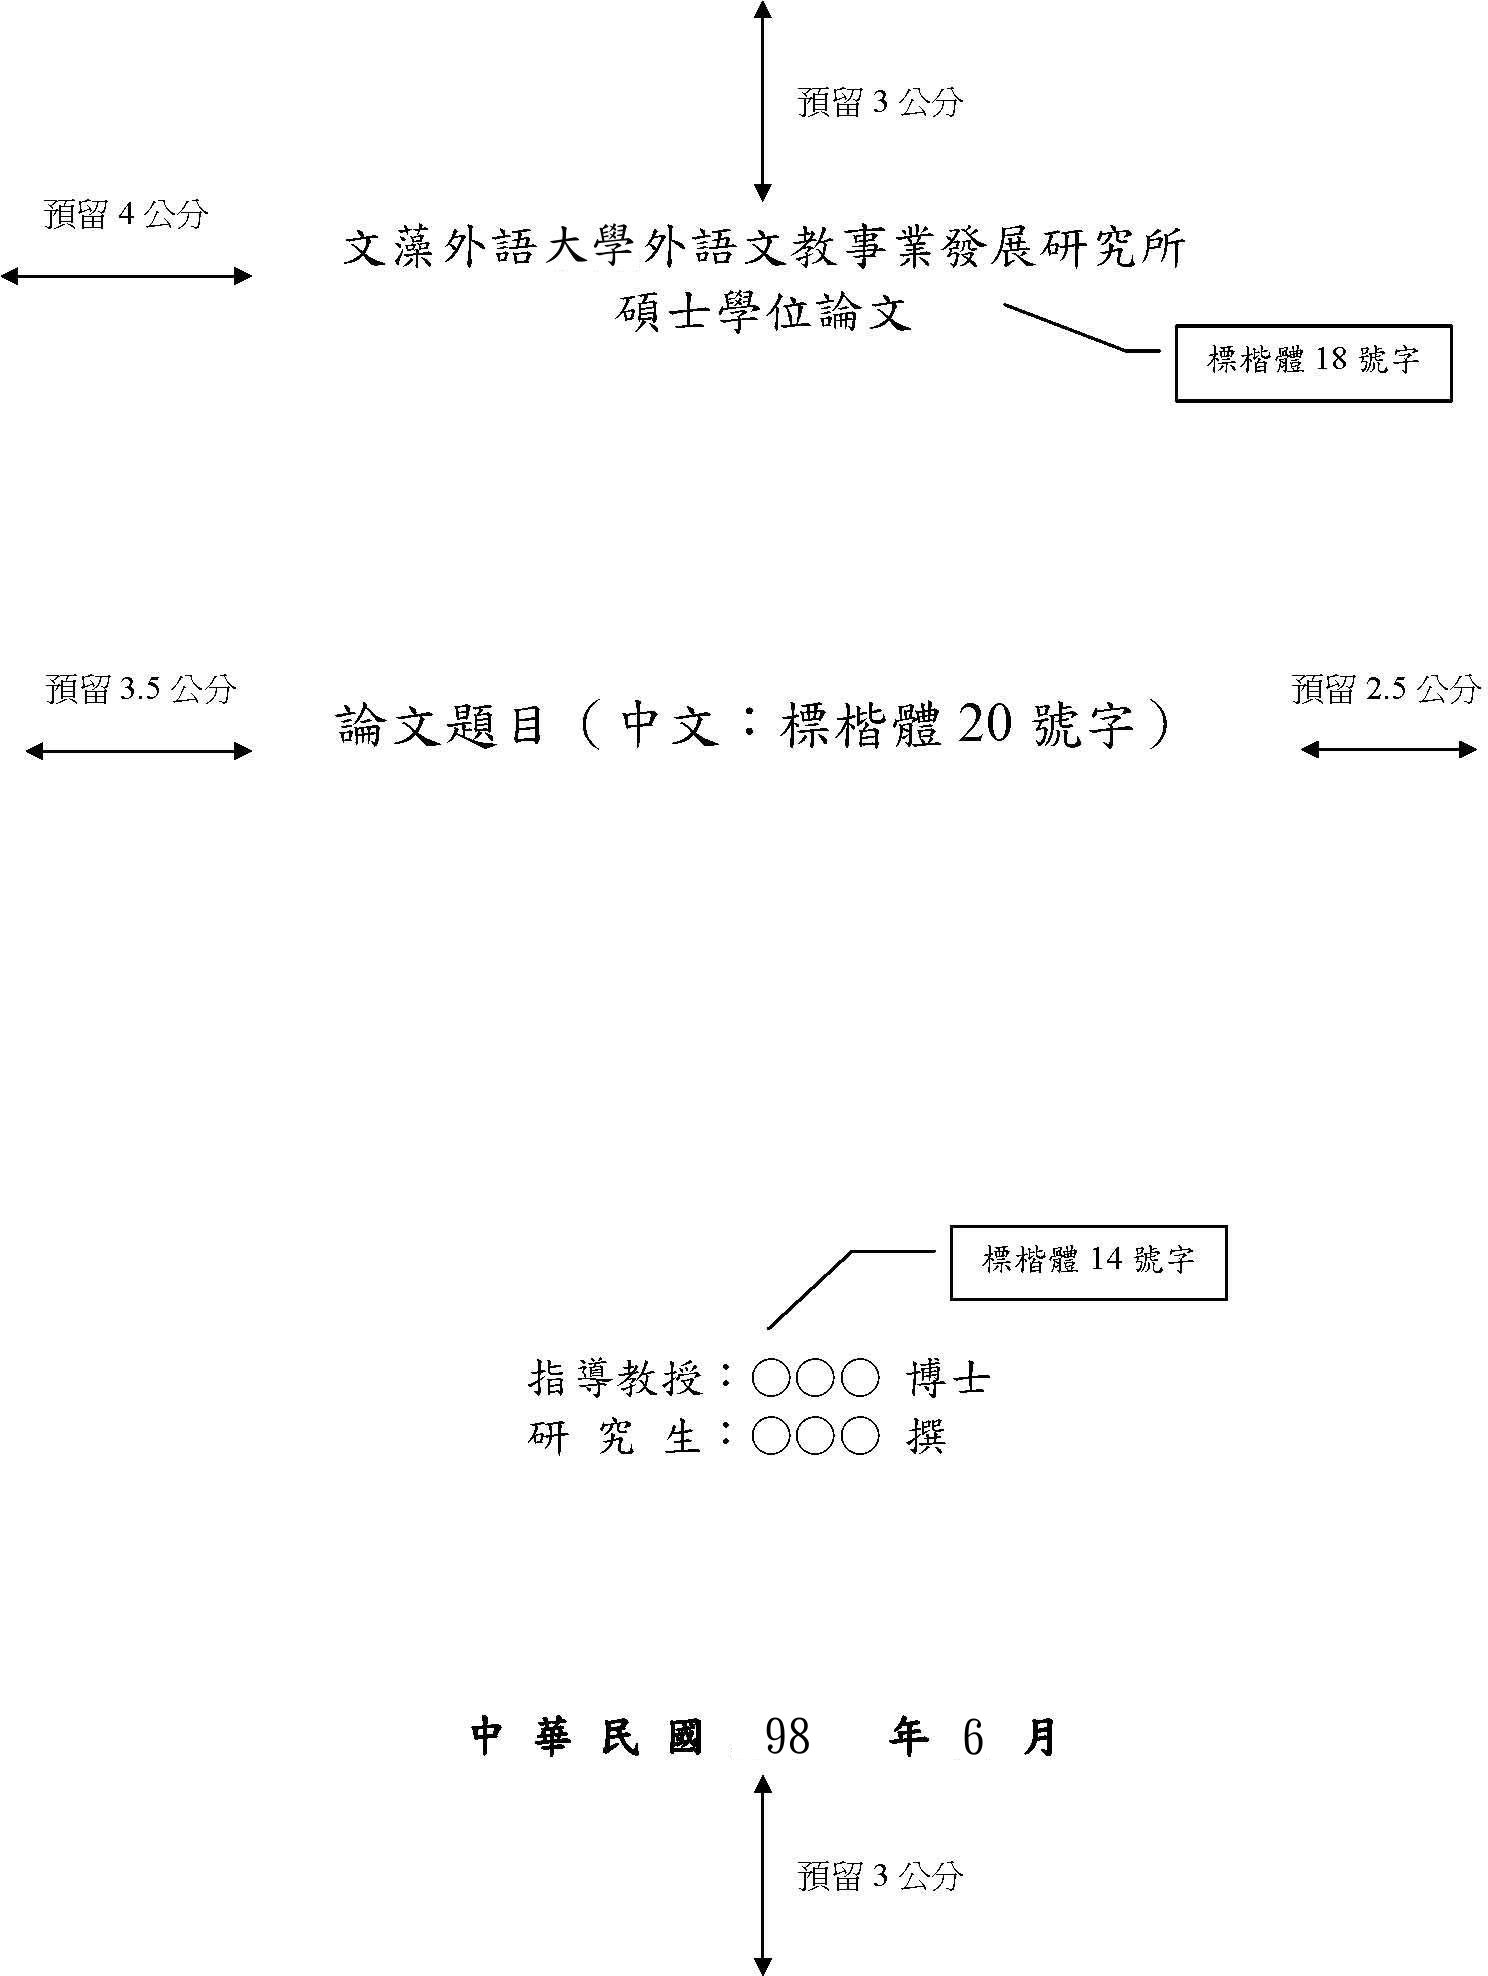 預留 3 公分
預留 4 公分
文藻外語大學外語文教事業發展研究所
碩士學位論文
標楷體 18 號字
預留 3.5 公分
論文題目（中文：標楷體 20 號字）
預留 2.5 公分
標楷體 14 號字
指導教授：○○○ 博士
研 究 生：○○○ 撰
中 華 民 國 98 年 6 月
預留 3 公分